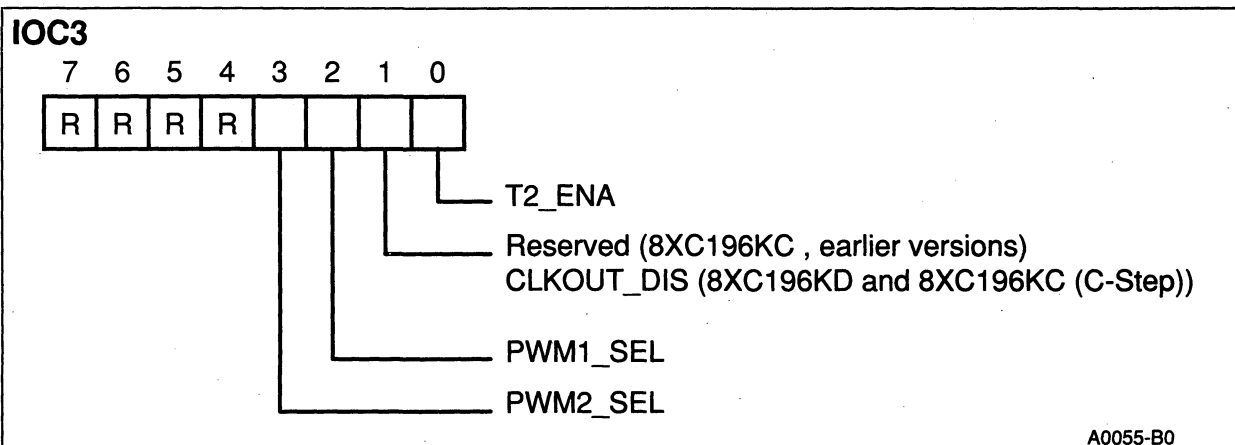 IOC3
7 6 5 4 3 2 1 0
R R R R
T2_ENA
Reserved (8XC196KC , earlier versions)
CLKOUT_DIS (8XC196KD and 8XC196KC (C-Step))
PWM1_SEL
PWM2_SEL
A0055-B0